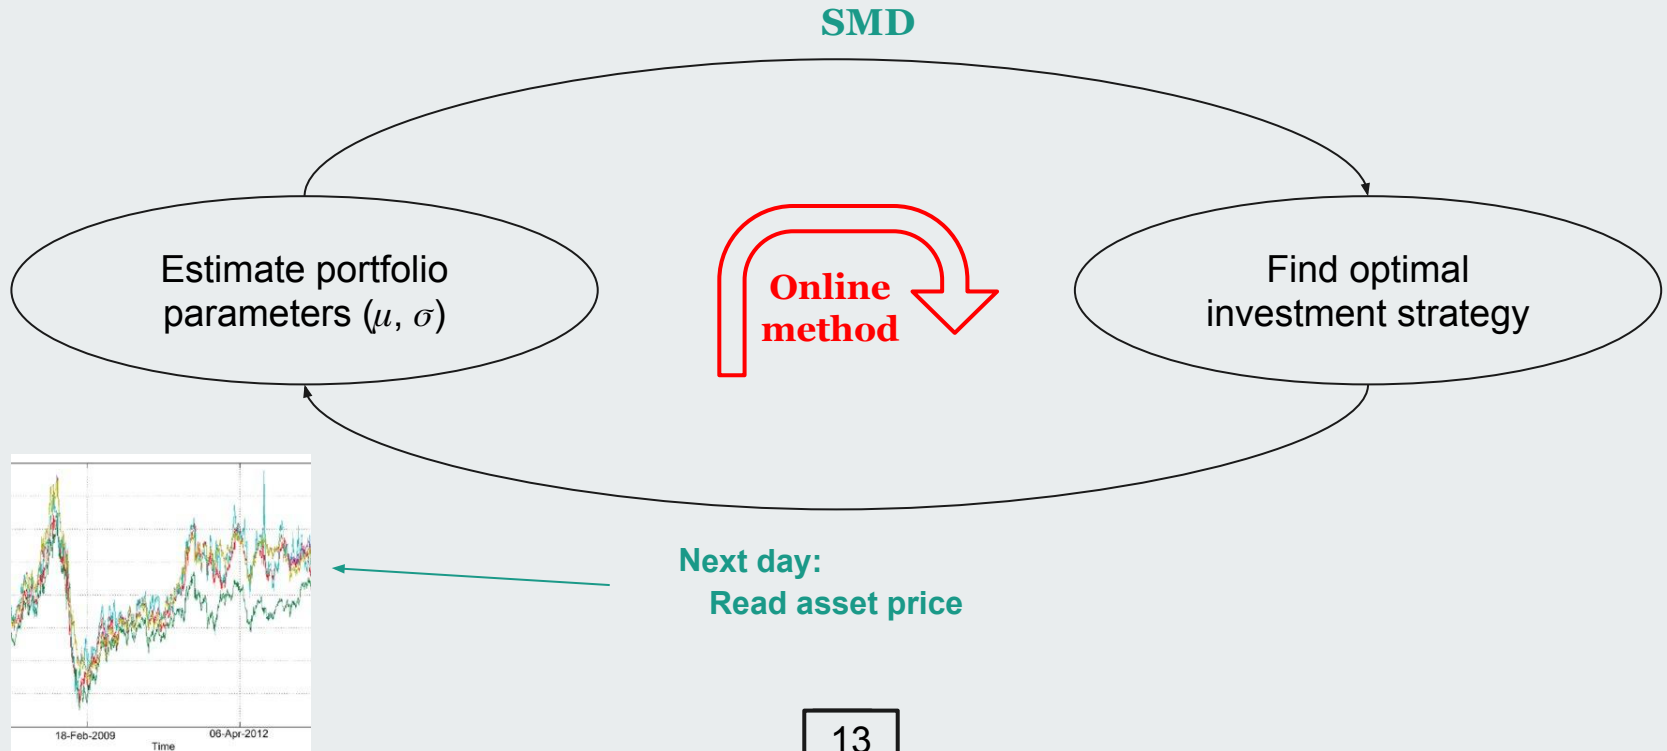 SMD
Estimate portfolio
parameters (μ, σ)
Online
method
Find optimal
investment strategy
Next day:
Read asset price
18-Feb-2009
06-Apr-2012
Time
13